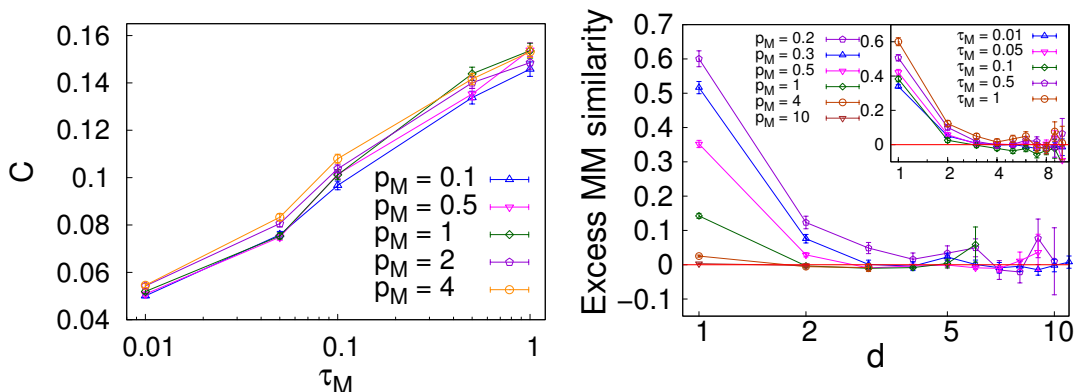 0.16
0.14
0.12
0.1
0.08
0.06
0.04
C
0.01
0.1
1
τM
pM = 0.1
pM = 0.5
pM = 1
pM = 2
pM = 4
Excess MM similarity
0.7
0.6
0.5
0.4
0.3
0.2
0.1
0
−0.1
pM = 0.2
pM = 0.3
pM = 0.5
pM = 1
pM = 4
pM = 10
1
2
5
10
d
0.6
0.4
0.2
0
1
2
4
8
τM = 0.01
τM = 0.05
τM = 0.1
τM = 0.5
τM = 1